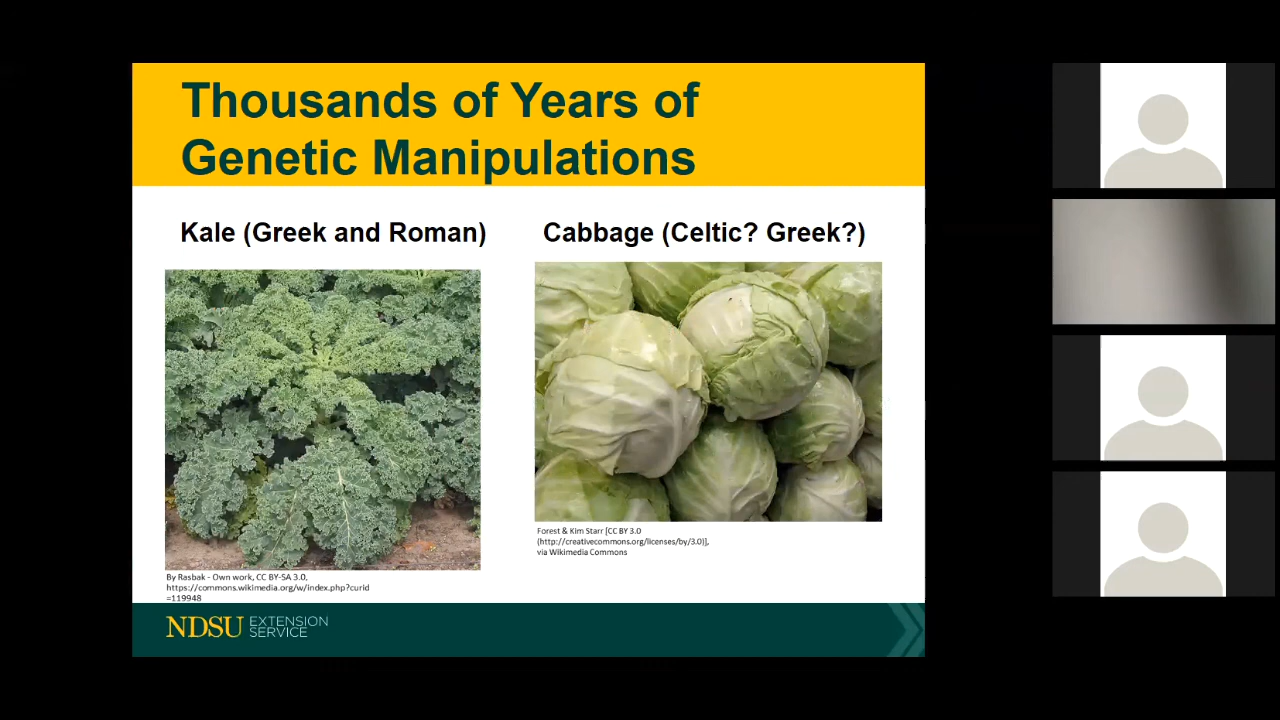 Thousands of Years of
Genetic Manipulations
Kale (Greek and Roman)
Cabbage (Celtic? Greek?)
By Rasbak - Own work, CC BY-SA 3.0,
https://commons.wikimedia.org/w/index.php?curid
=119948
Forest & Kim Starr [CC BY 3.0
(http://creativecommons.org/licenses/by/3.0)],
via Wikimedia Commons
NDSU EXTENSION
SERVICE